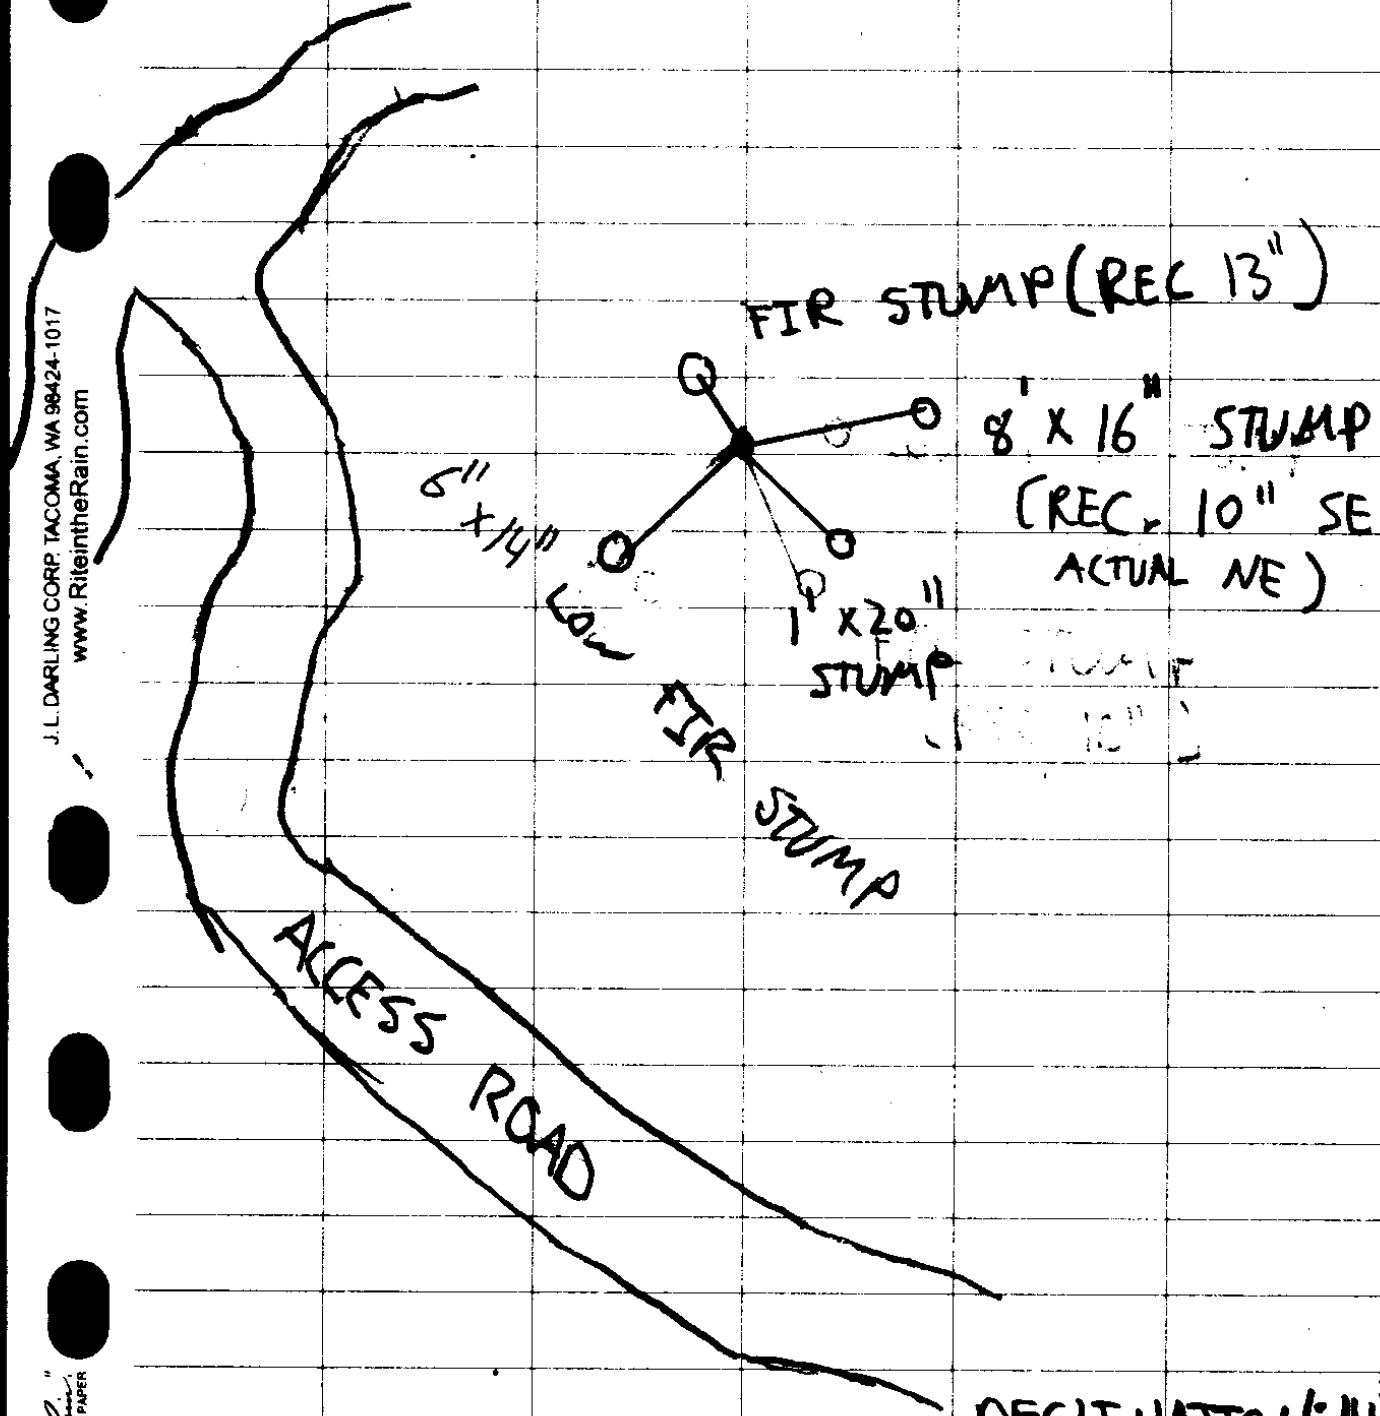 FIR STUMP (REC 13")
8' X 16" STUMP
(REC. 10" SE
ACTUAL NE)
6"
X 14"
LOW FIR STUMP
1' X 20"
STUMP
ACCESS ROAD
J. L. DARLING CORP. TACOMA, WA 98424-1017
www.RiteintheRain.com
PAPER